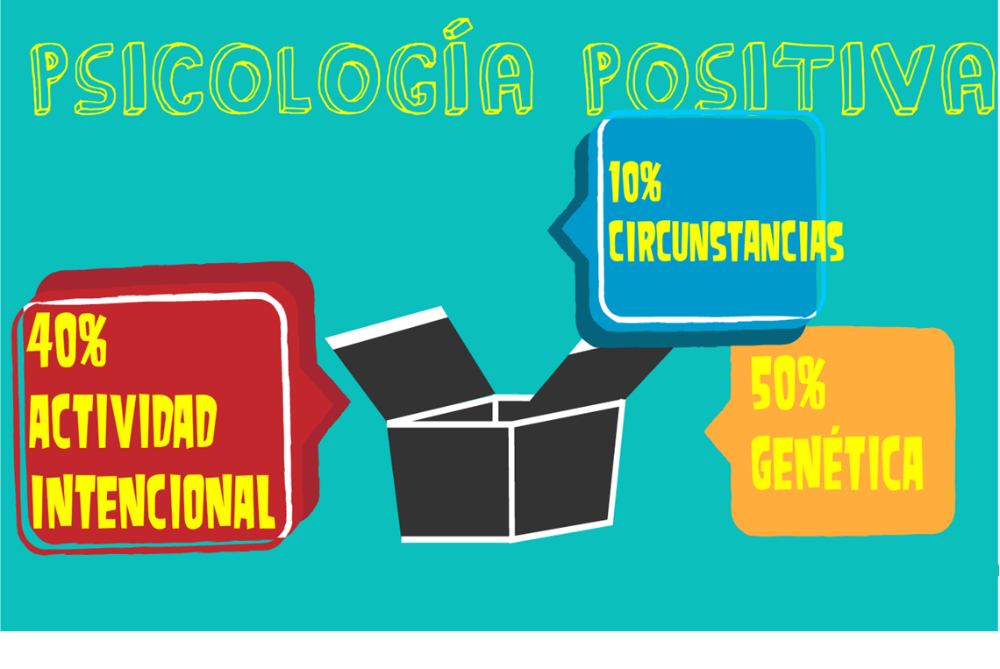 PSICOLOGÍA POSITIVA
10%
CIRCUNSTANCIAS
40%
ACTIVIDAD
INTENCIONAL
50%
GENÉTICA